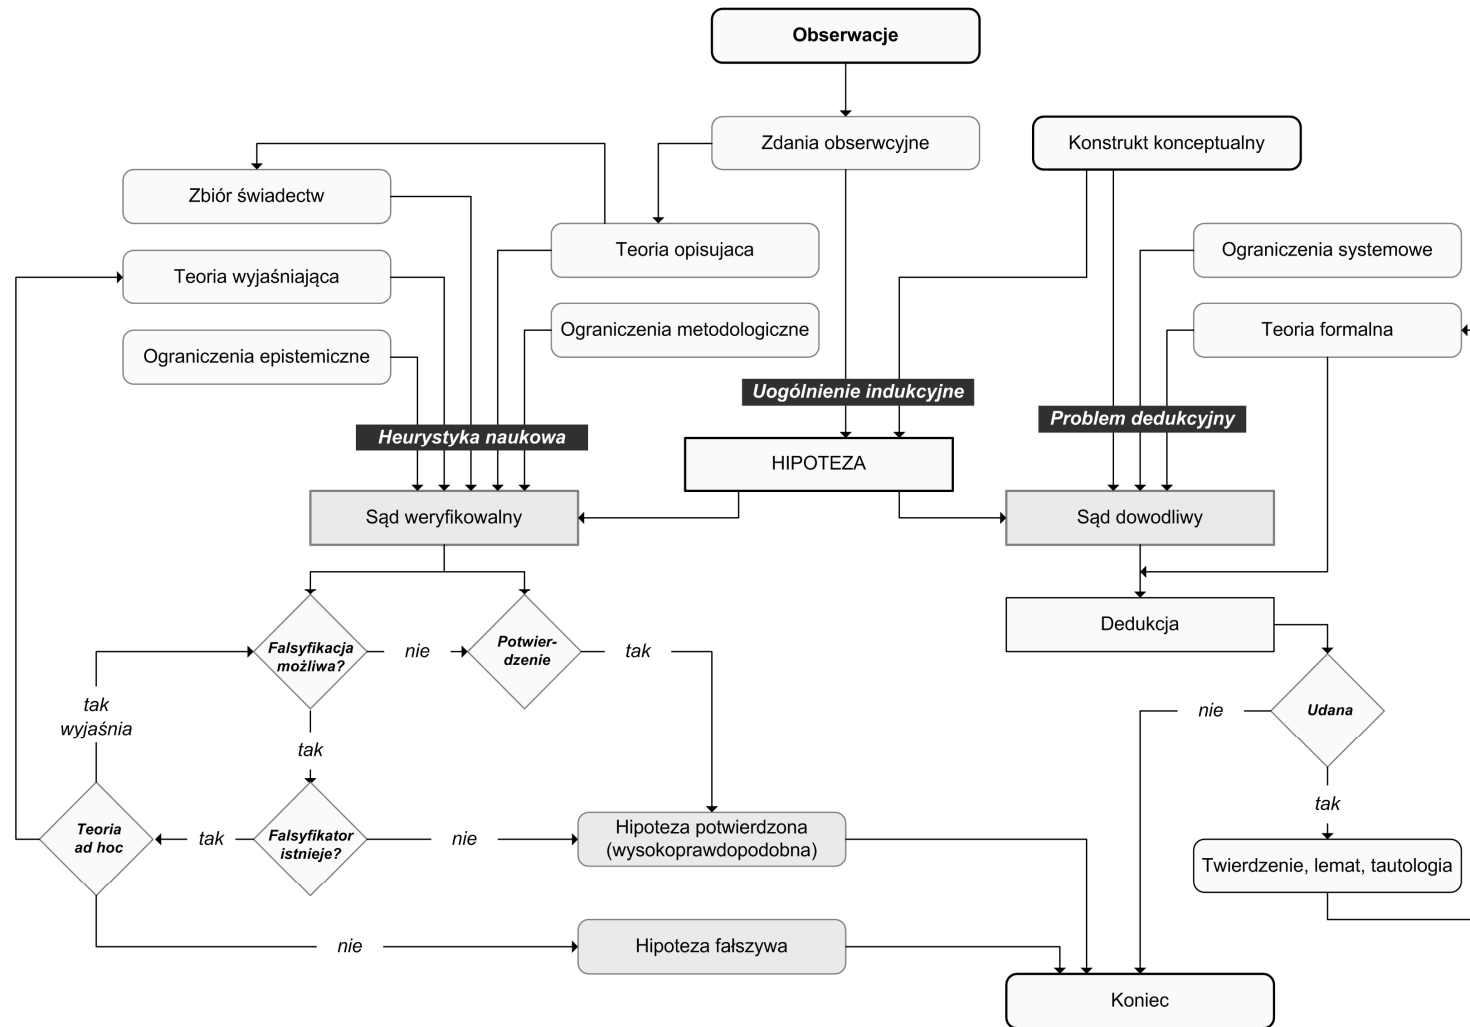 Obserwacje
Zdania obserwcyjne
Konstrukt konceptualny
Zbiór świadectw
Teoria opisujaca
Ograniczenia systemowe
Teoria wyjaśniająca
Ograniczenia metodologiczne
Teoria formalna
Ograniczenia epistemiczne
Uogólnienie indukcyjne
Problem dedukcyjny
Heurystyka naukowa
HIPOTEZA
Sąd weryfikowalny
Sąd dowodliwy
Dedukcja
Falsyfikacja
możliwa?
nie
Potwier-
dzenie
tak
tak
wyjaśnia
tak
nie
Udana
tak
Teoria
ad hoc
tak
Falsyfikator
istnieje?
nie
Hipoteza potwierdzona
(wysokoprawdopodobna)
Twierdzenie, lemat, tautologia
nie
Hipoteza fałszywa
Koniec